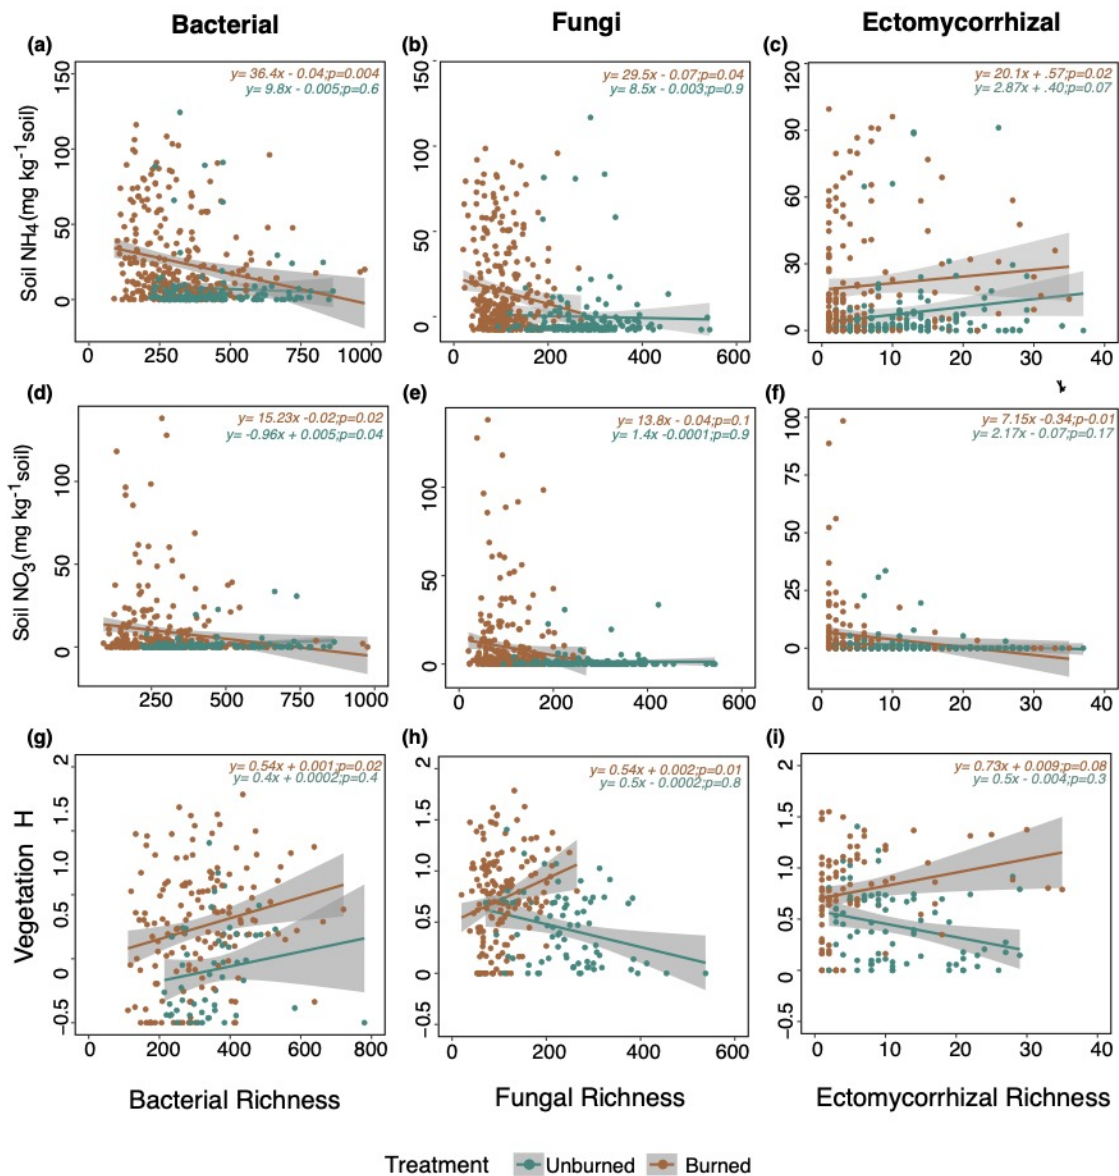 Bacterial
Fungi
Ectomycorrhizal
(a)
(b)
(c)
y= 36.4x - 0.04;p=0.004
y= 9.8x - 0.005;p=0.6
y= 29.5x - 0.07;p=0.04
y= 8.5x - 0.003;p=0.9
y= 20.1x + .57;p=0.02
y= 2.87x + .40;p=0.07
Soil NH4(mg kg-1soil)
150
100
50
0
0 250 500 750 1000
150
100
50
0
0 200 400 600
120
90
60
30
0
0 10 20 30 40
(d)
(e)
(f)
y= 15.23x -0.02;p=0.02
y= -0.96x + 0.005;p=0.04
y= 13.8x - 0.04;p=0.1
y= 1.4x -0.0001;p=0.9
y= 7.15x -0.34;p-0.01
y= 2.17x - 0.07;p=0.17
Soil NO3(mg kg-1soil)
100
50
0
250 500 750 1000
100
50
0
0 200 400 600
100
75
50
25
0
0 10 20 30 40
(g)
(h)
(i)
y= 0.54x + 0.001;p=0.02
y= 0.4x + 0.0002;p=0.4
y= 0.54x + 0.002;p=0.01
y= 0.5x - 0.0002;p=0.8
y= 0.73x + 0.009;p=0.08
y= 0.5x - 0.004;p=0.3
Vegetation H
2
1.5
1.0
0.5
0
-0.5
0 200 400 600 800
2
1.5
1.0
0.5
0
-0.5
0 200 400 600
2
1.5
1.0
0.5
0
-0.5
0 10 20 30 40
Bacterial Richness
Fungal Richness
Ectomycorrhizal Richness
Treatment Unburned Burned